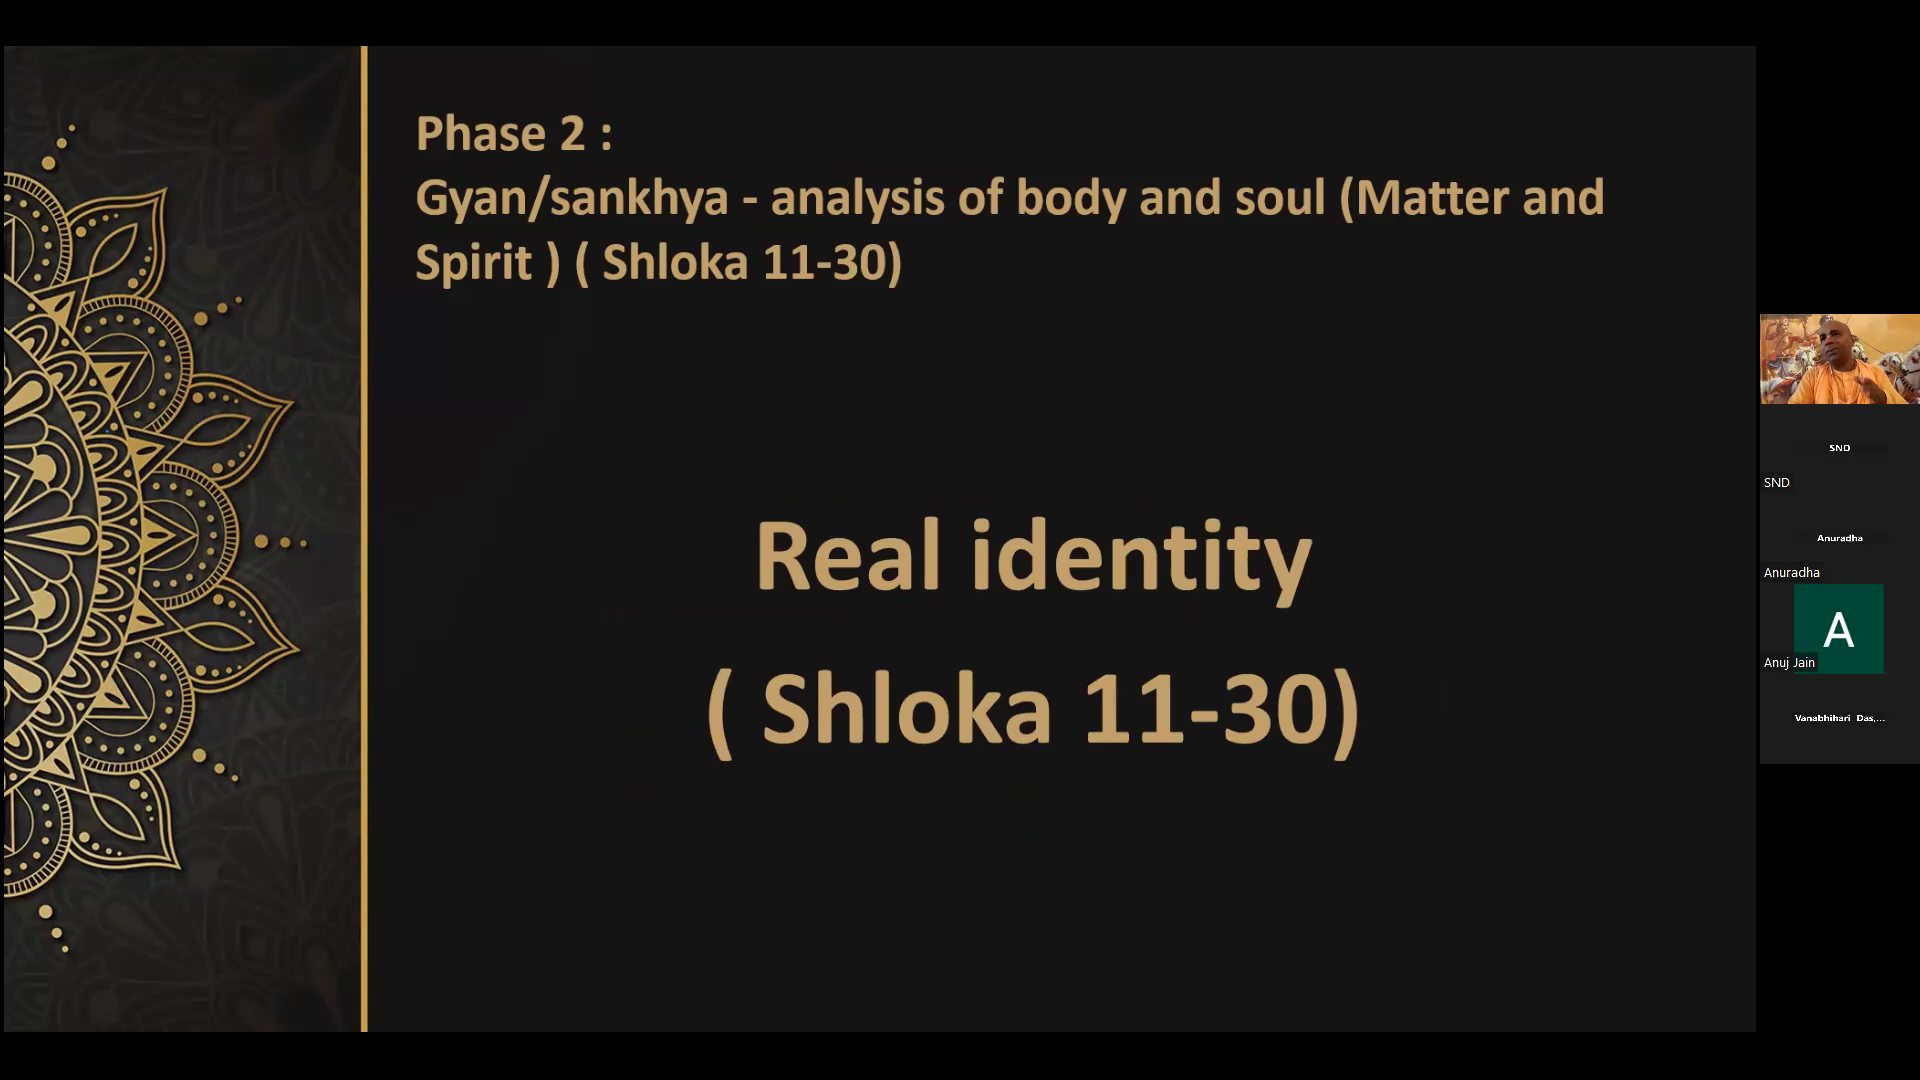 Phase 2 :
Gyan/sankhya - analysis of body and soul (Matter and
Spirit ) ( Shloka 11-30)
Real identity
( Shloka 11-30)
SND
SND
Anuradha
Anuradha
A
Anuj Jain
Vanabhihari Das,...